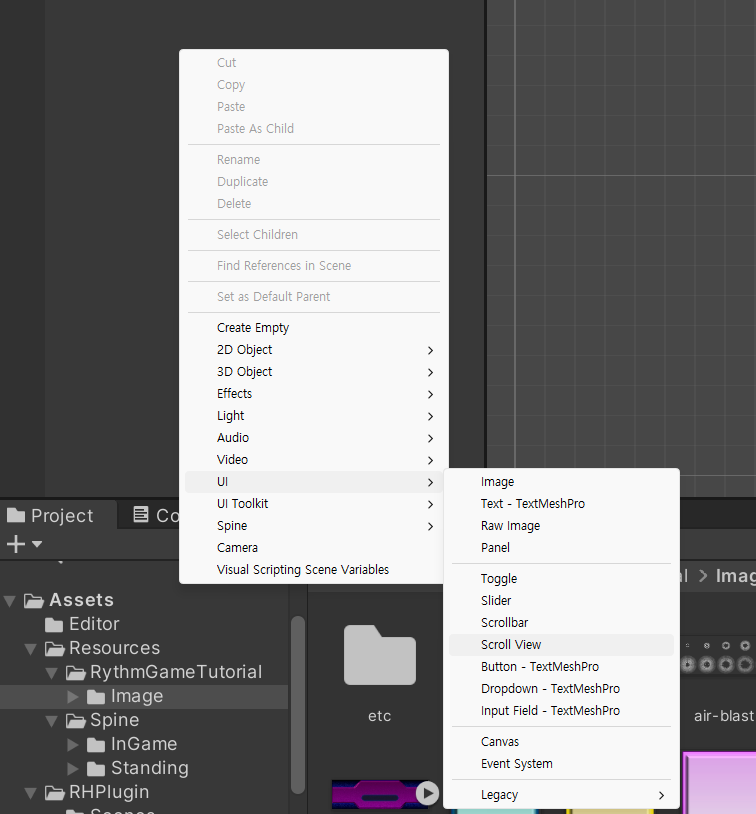 Cut
Copy
Paste
Paste As Child
Rename
Duplicate
Delete
Select Children
Find References in Scene
Set as Default Parent
Create Empty
2D Object
3D Object
Effects
Light
Audio
Video
UI
UI Toolkit
Spine
Camera
Visual Scripting Scene Variables
Image
Text - TextMeshPro
Raw Image
Panel
Toggle
Slider
Scrollbar
Scroll View
Button - TextMeshPro
Dropdown - TextMeshPro
Input Field - TextMeshPro
Canvas
Event System
Legacy
Project
Co
Assets
Editor
Resources
RythmGameTutorial
Image
Spine
InGame
Standing
RHPlugin
al > Imag
etc
air-blast